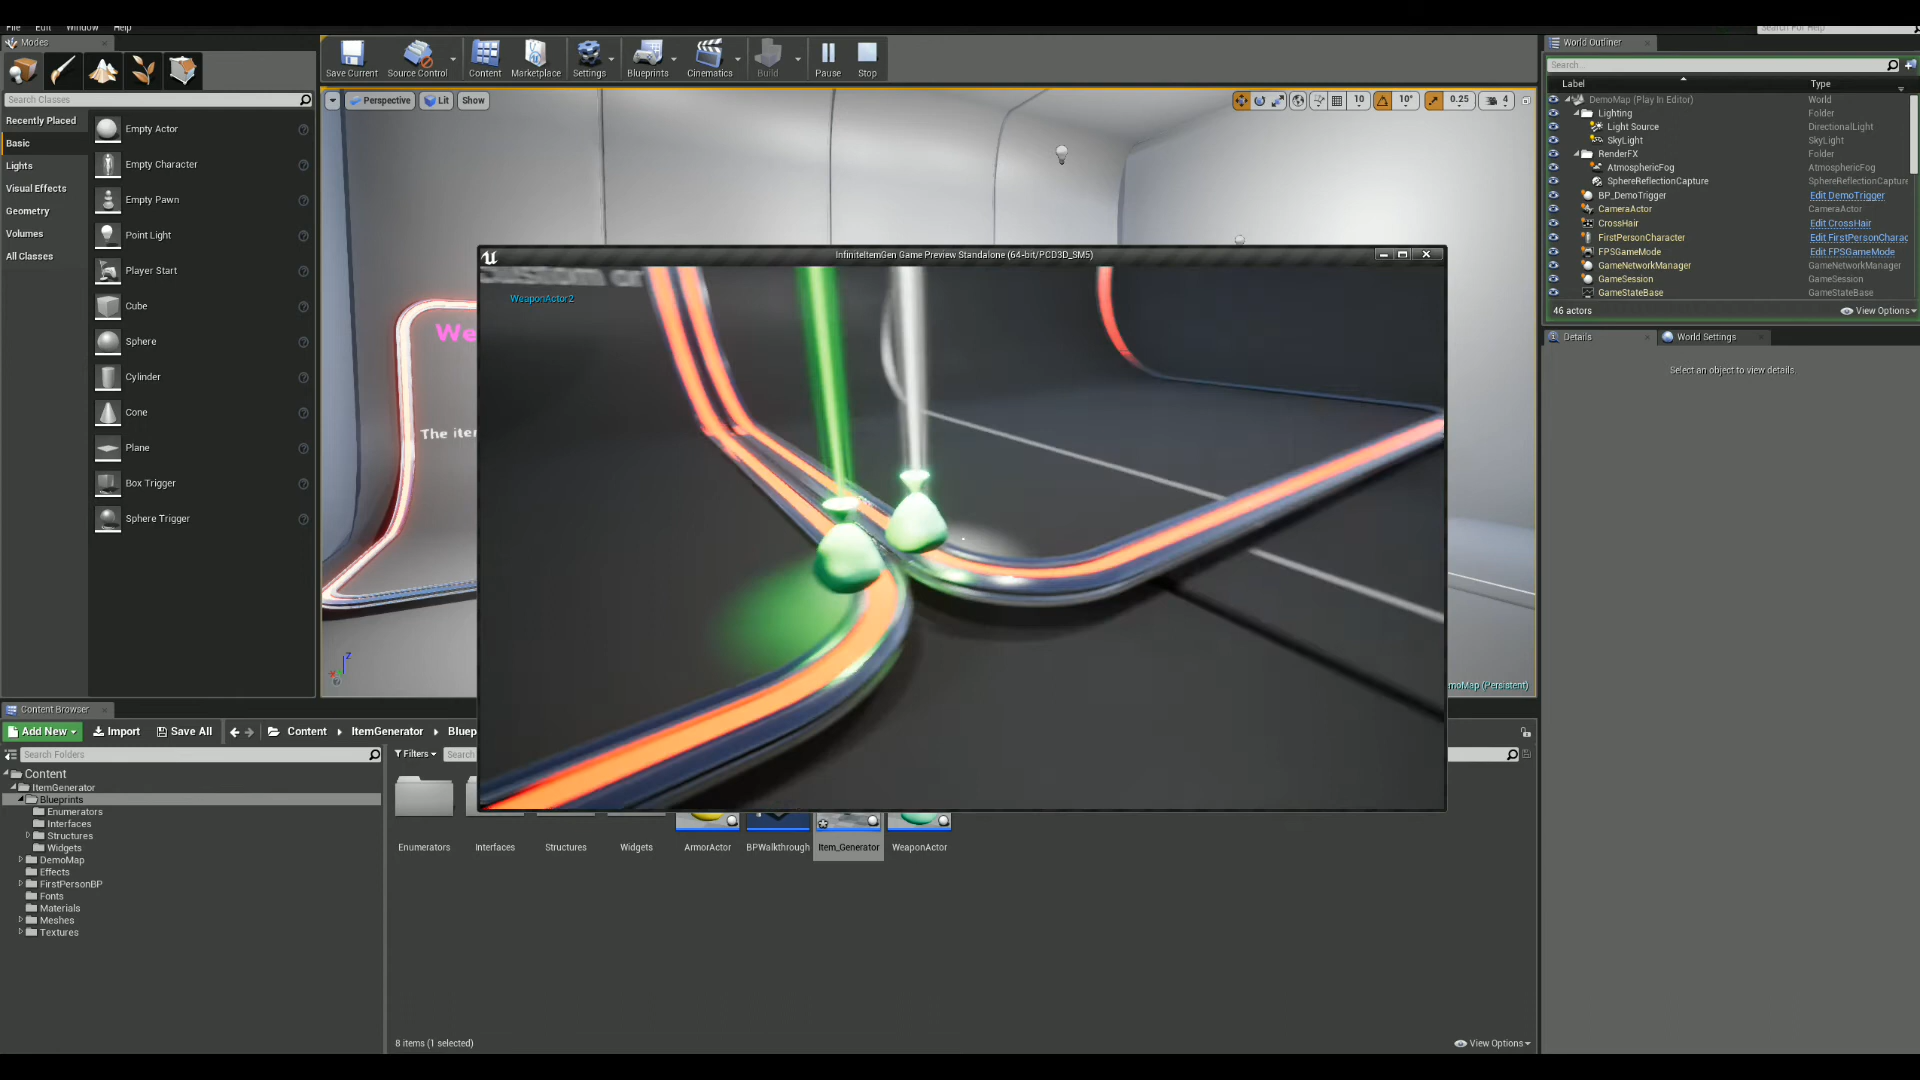 File Edit Window Help
Modes
Search Classes
Recently Placed
Basic
Lights
Visual Effects
Geometry
Volumes
All Classes
Empty Actor
Empty Character
Empty Pawn
Point Light
Player Start
Cube
Sphere
Cylinder
Cone
Plane
Box Trigger
Sphere Trigger
Save Current
Source Control
Content
Marketplace
Settings
Blueprints
Cinematics
Build
Pause
Stop
Perspective
Lit
Show
10
10°
0.25
4
We
The iter
InfiniteItemGen Game Preview Standalone (64-bit/PCD3D_SM5)
WeaponActor2
emoMap (Persistent)
Search For Help
World Outliner
Search...
Label Type
DemoMap (Play In Editor) World
Lighting Folder
Light Source DirectionalLight
SkyLight SkyLight
RenderFX Folder
AtmosphericFog AtmosphericFog
SphereReflectionCapture SphereReflectionCapture
BP_DemoTrigger Edit DemoTrigger
CameraActor CameraActor
CrossHair Edit CrossHair
FirstPersonCharacter Edit FirstPersonCharac
FPSGameMode Edit FPSGameMode
GameNetworkManager GameNetworkManager
GameSession GameSession
GameStateBase GameStateBase
46 actors
View Options
Details
World Settings
Select an object to view details.
Content Browser
Add New
Import
Save All
Content
ItemGenerator
Bluep
Search Folders
Filters
Search
Content
ItemGenerator
Blueprints
Enumerators
Interfaces
Structures
Widgets
DemoMap
Effects
FirstPersonBP
Fonts
Materials
Meshes
Textures
Enumerators
Interfaces
Structures
Widgets
ArmorActor
BPWalkthrough
Item_Generator
WeaponActor
8 items (1 selected)
View Options